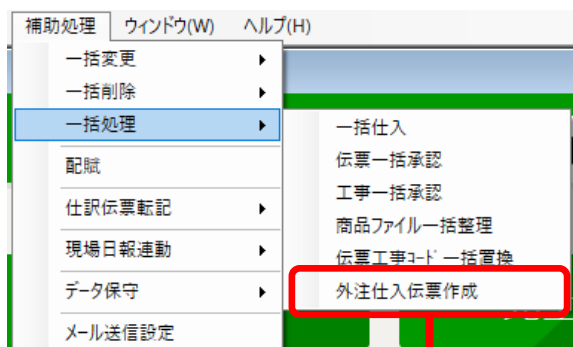 補助処理 ウィンドウ(W) ヘルプ(H)
一括変更
一括削除
一括処理
配賦
仕訳伝票転記
現場日報連動
データ保守
メール送信設定
一括仕入
伝票一括承認
工事一括承認
商品ファイル一括整理
伝票工事コード一括置換
外注仕入伝票作成